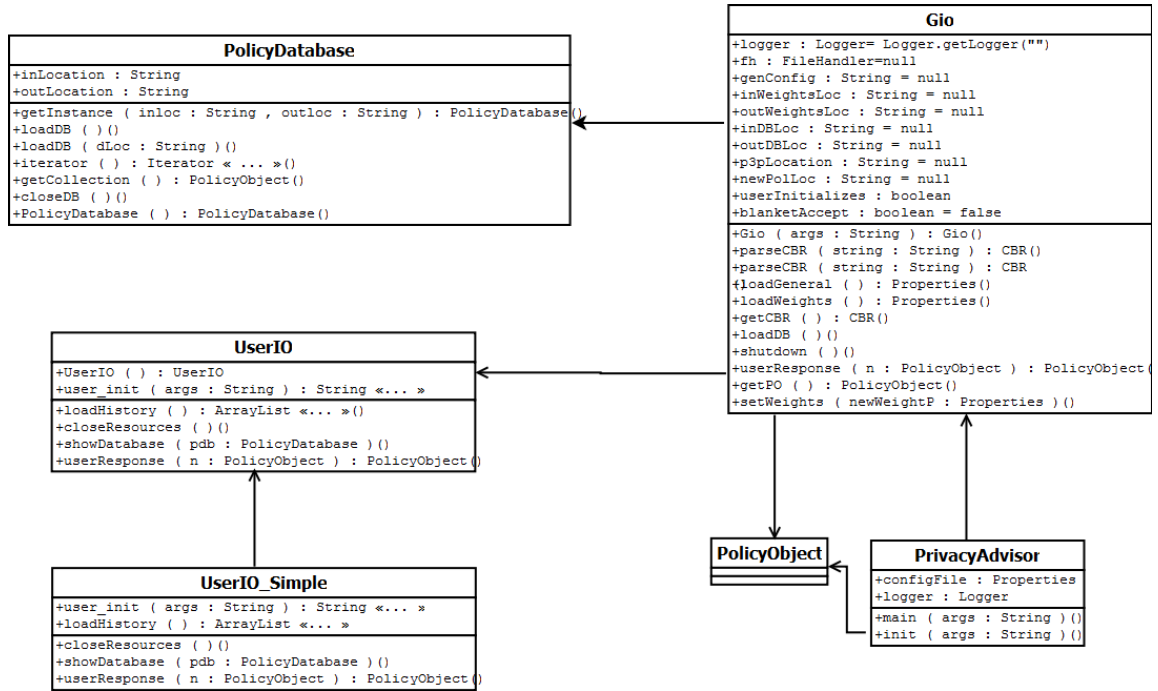 PolicyDatabase
+inLocation : String
+outLocation : String
+getInstance ( inloc : String , outloc : String ) : PolicyDatabase()
+loadDB ( )()
+loadDB ( dLoc : String )()
+iterator ( ) : Iterator « ... »()
+getCollection ( ) : PolicyObject()
+closeDB ( )()
+PolicyDatabase ( ) : PolicyDatabase()
Gio
+logger : Logger= Logger.getLogger("")
+fh : FileHandler=null
+genConfig : String = null
+inWeightsLoc : String = null
+outWeightsLoc : String = null
+inDBLoc : String = null
+outDBLoc : String = null
+p3pLocation : String = null
+newPolLoc : String = null
+userInitializes : boolean
+blanketAccept : boolean = false
+Gio ( args : String ) : Gio()
+parseCBR ( string : String ) : CBR()
+parseCBR ( string : String ) : CBR
()
+loadGeneral ( ) : Properties()
+loadWeights ( ) : Properties()
+getCBR ( ) : CBR()
+loadDB ( )()
+shutdown ( )()
+userResponse ( n : PolicyObject ) : PolicyObject()
+getPO ( ) : PolicyObject()
+setWeights ( newWeightP : Properties )()
UserIO
+UserIO ( ) : UserIO
+user_init ( args : String ) : String «... »
+loadHistory ( ) : ArrayList «... »()
+closeResources ( )()
+showDatabase ( pdb : PolicyDatabase )()
+userResponse ( n : PolicyObject ) : PolicyObject()
UserIO_Simple
+user_init ( args : String ) : String «... »
+loadHistory ( ) : ArrayList «... »
+closeResources ( )()
+showDatabase ( pdb : PolicyDatabase )()
+userResponse ( n : PolicyObject ) : PolicyObject()
PolicyObject
PrivacyAdvisor
+configFile : Properties
+logger : Logger
+main ( args : String )()
+init ( args : String )()